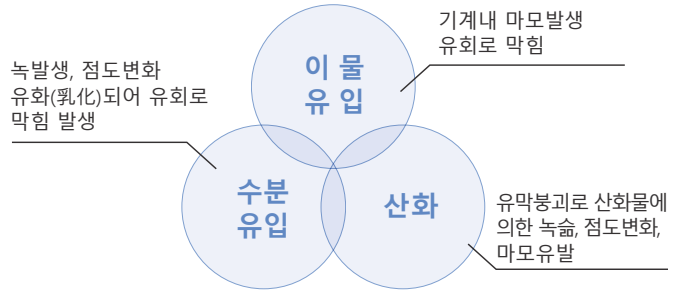 기계내 마모발생
유회로 막힘
이 물
유 입
녹발생, 점도변화
유화(乳化)되어 유회로
막힘 발생
수분
유입
산화
유막붕괴로 산화물에
의한 녹슮, 점도변화,
마모유발